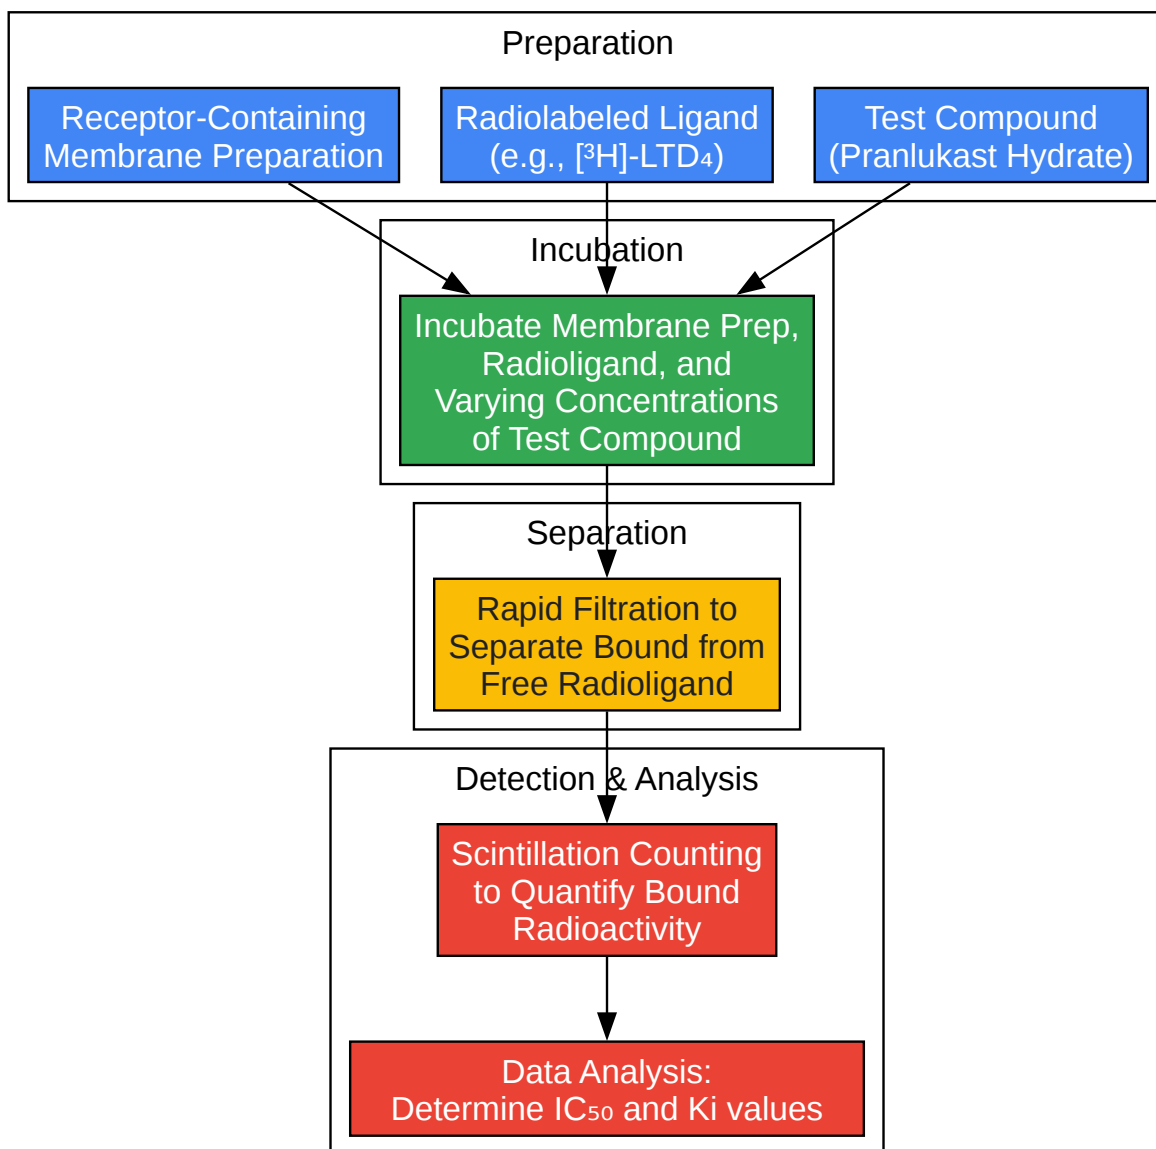 Preparation
Receptor-Containing
Membrane Preparation
Radiolabeled Ligand
(e.g., [³H]-LTD₄)
Test Compound
(Pranlukast Hydrate)
Incubation
Incubate Membrane Prep,
Radioligand, and
Varying Concentrations
of Test Compound
Separation
Rapid Filtration to
Separate Bound from
Free Radioligand
Detection & Analysis
Scintillation Counting
to Quantify Bound
Radioactivity
Data Analysis:
Determine IC₅₀ and Ki values